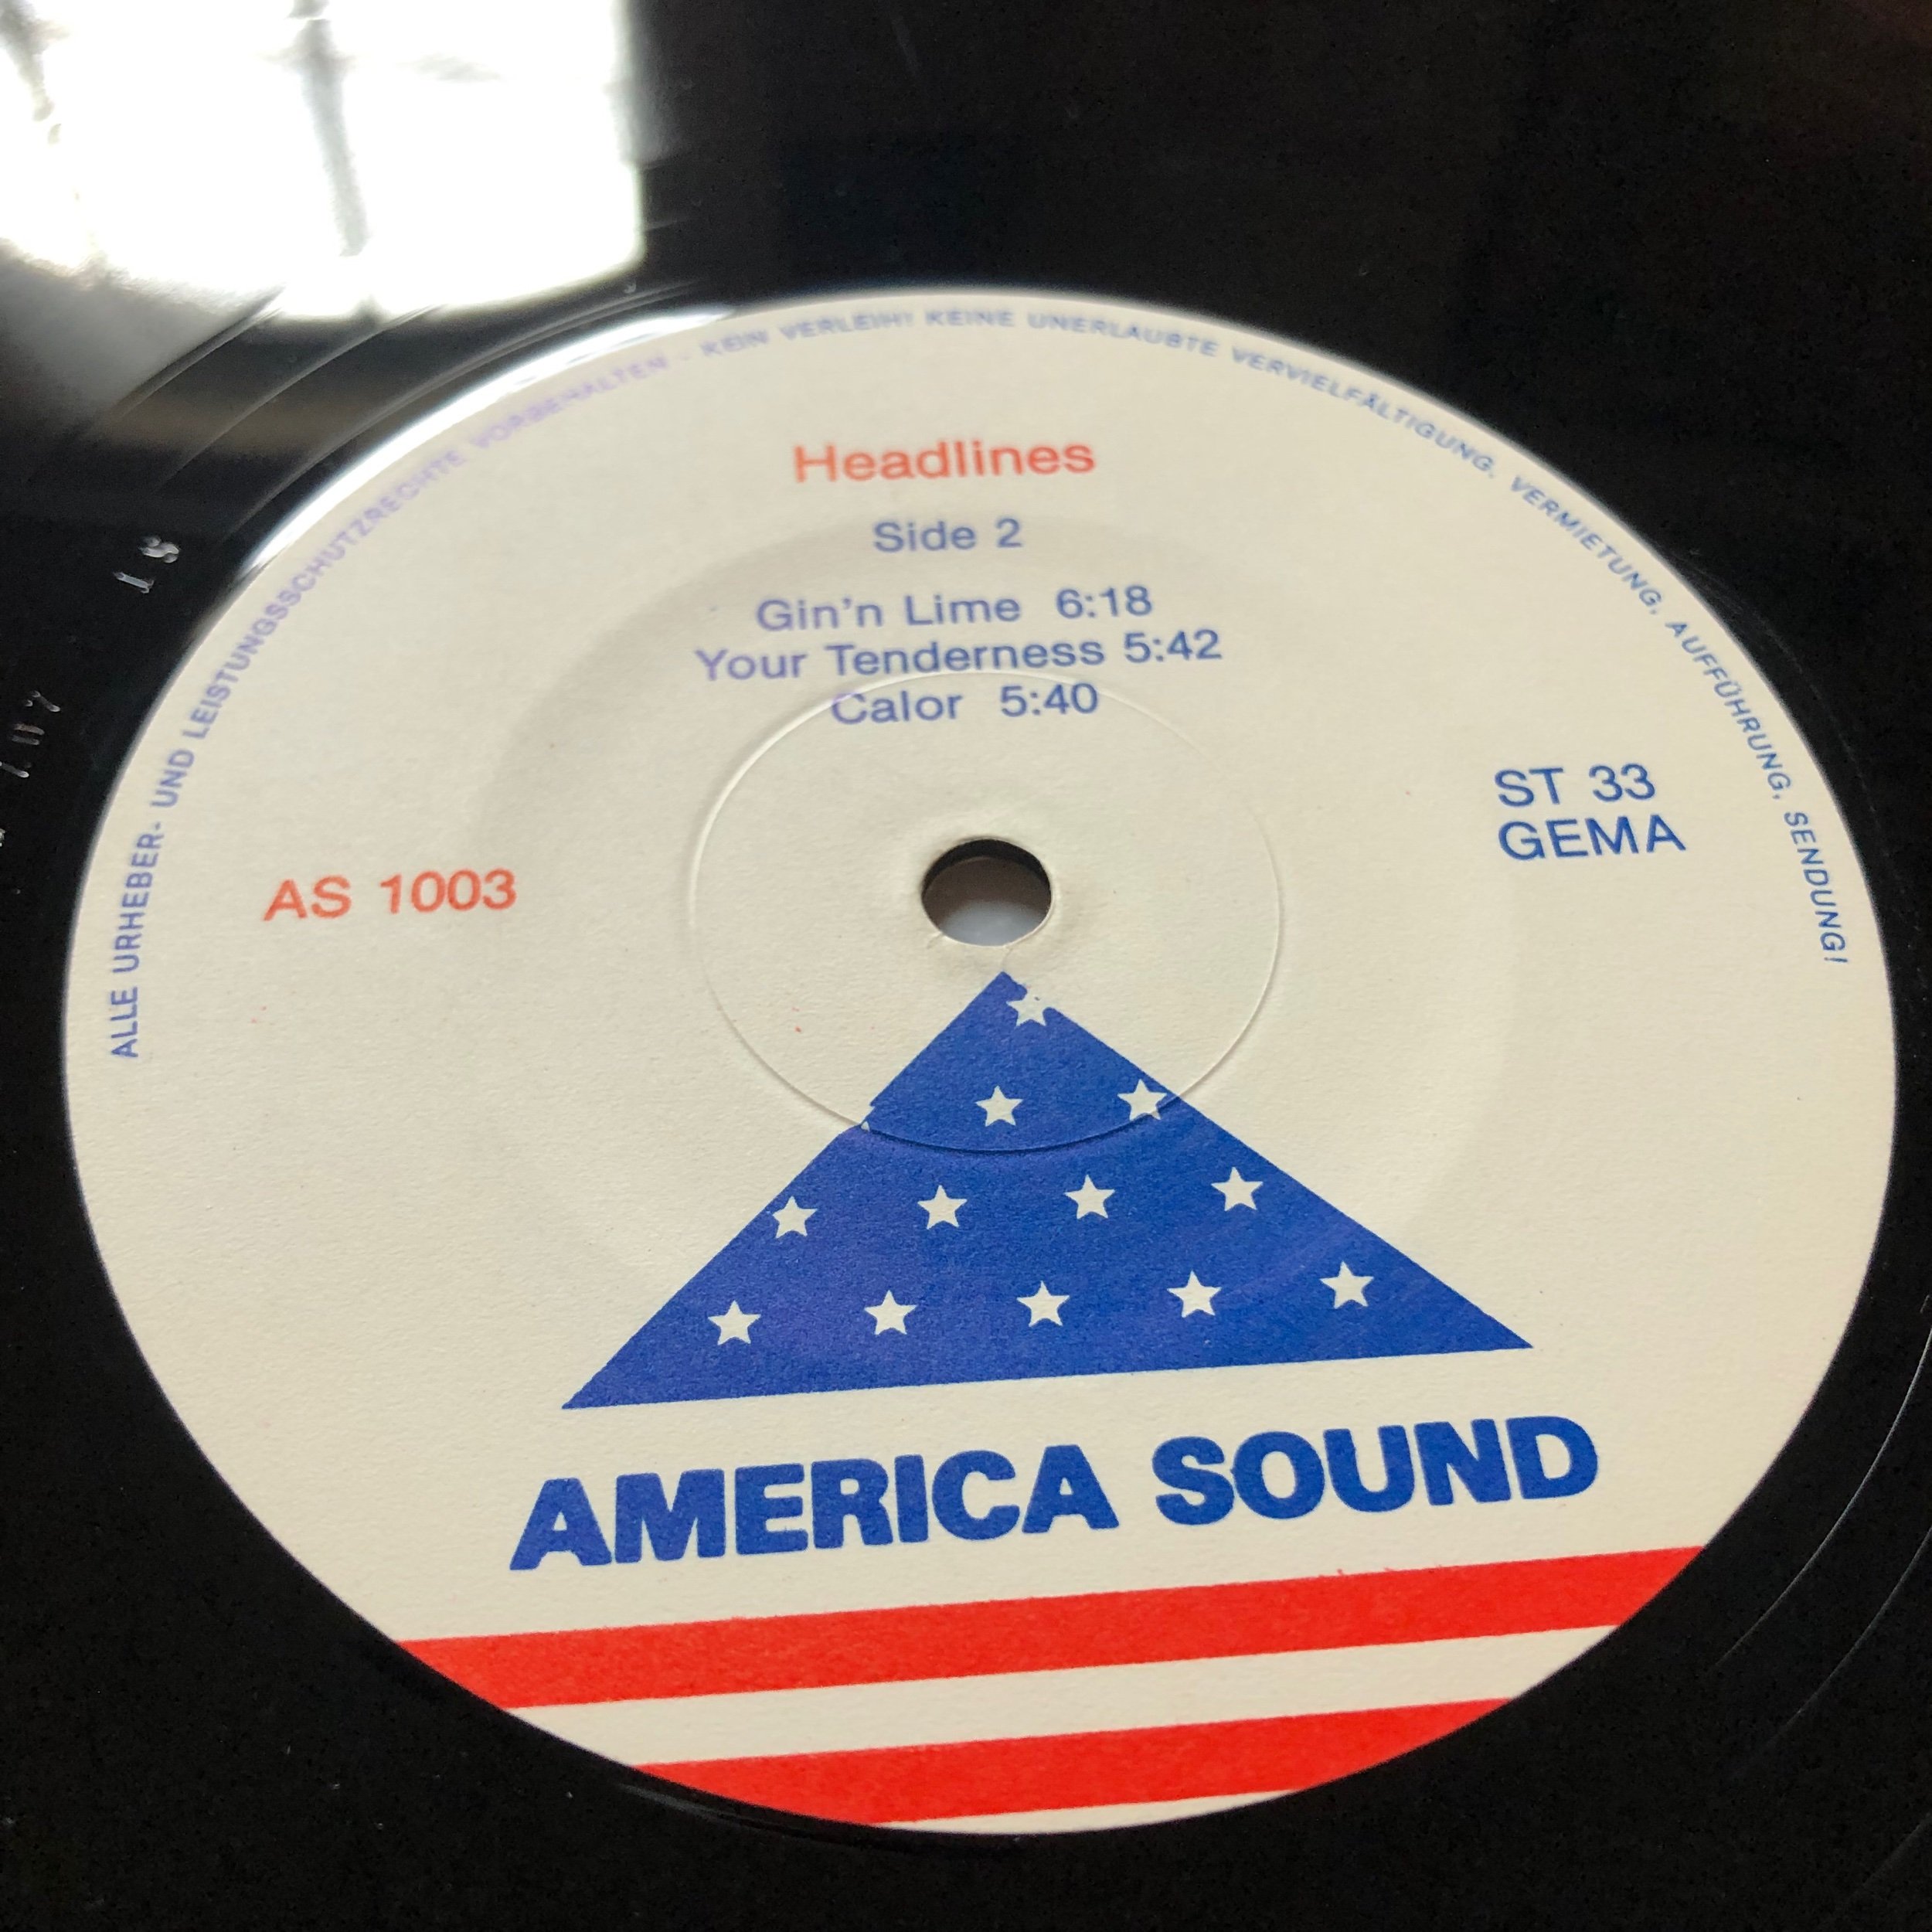 ALLE URHEBER- UND LEISTUNGSSCHUTZRECHTE VORBEHALTEN - KEIN VERLEIH! KEINE UNERLAUBTE VERVIELFÄLTIGUNG, VERMIETUNG, AUFFÜHRUNG, SENDUNG!
Headlines
Side 2
Gin'n Lime 6:18
Your Tenderness 5:42
Calor 5:40
ST 33
GEMA
AS 1003
AMERICA SOUND